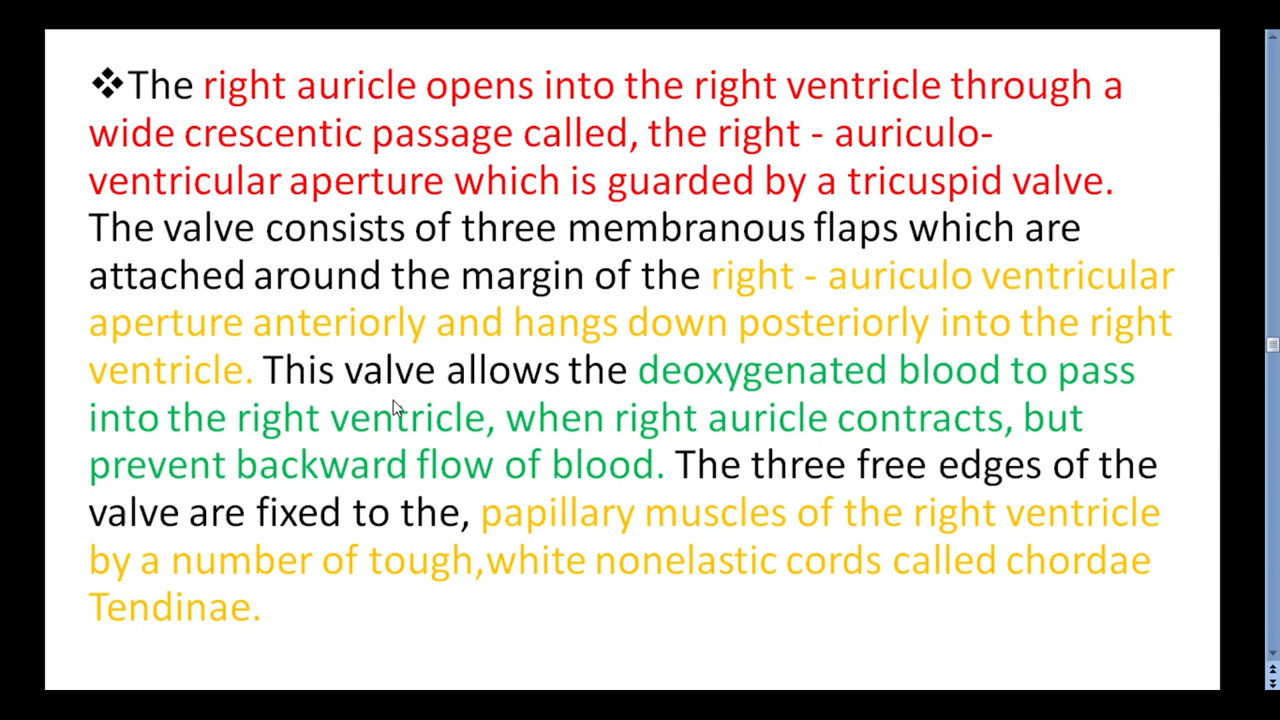 ❖The right auricle opens into the right ventricle through a
wide crescentic passage called, the right - auriculo-
ventricular aperture which is guarded by a tricuspid valve.
The valve consists of three membranous flaps which are
attached around the margin of the right - auriculo ventricular
aperture anteriorly and hangs down posteriorly into the right
ventricle. This valve allows the deoxygenated blood to pass
into the right ventricle, when right auricle contracts, but
prevent backward flow of blood. The three free edges of the
valve are fixed to the, papillary muscles of the right ventricle
by a number of tough,white nonelastic cords called chordae
Tendinae.